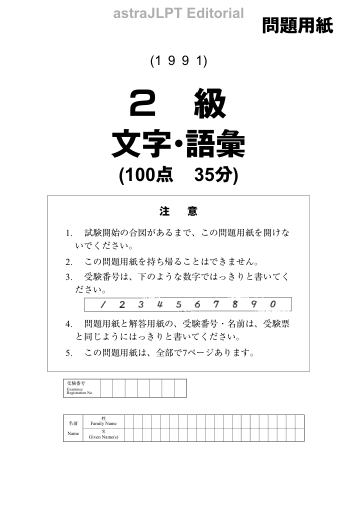 astraJLPT Editorial
問題用紙
(1991)
2 級
文字・語彙
(100点 35分)
注 意
1. 試験開始の合図があるまで、この問題用紙を開けな
いでください。
2. この問題用紙を持ち帰ることはできません。
3. 受験番号は、下のような数字ではっきりと書いてく
ださい。
1 2 3 4 5 6 7 8 9 0
4. 問題用紙と解答用紙の、受験番号・名前は、受験票
と同じようにはっきりと書いてください。
5. この問題用紙は、全部で7ページあります。
受験番号
Examinee
Registration No
名前
Name
姓
Family Name
名
Given Name(s)